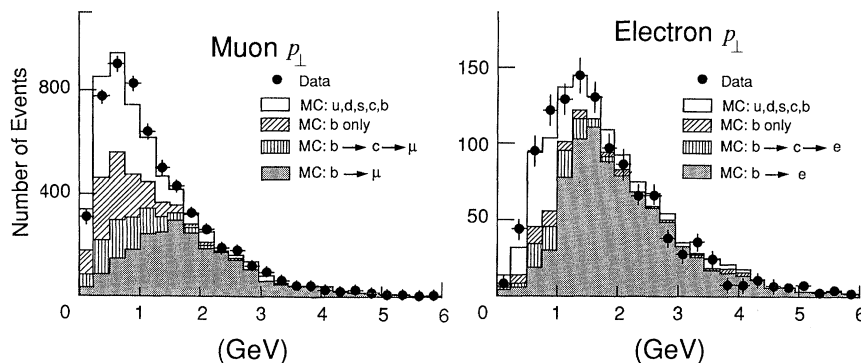 Muon p⊥
Data
MC: u,d,s,c,b
MC: b only
MC: b → c → μ
MC: b → μ
Number of Events
800
400
0
0 1 2 3 4 5 6
(GeV)
Electron p⊥
Data
MC: u,d,s,c,b
MC: b only
MC: b → c → e
MC: b → e
150
100
50
0 1 2 3 4 5 6
(GeV)